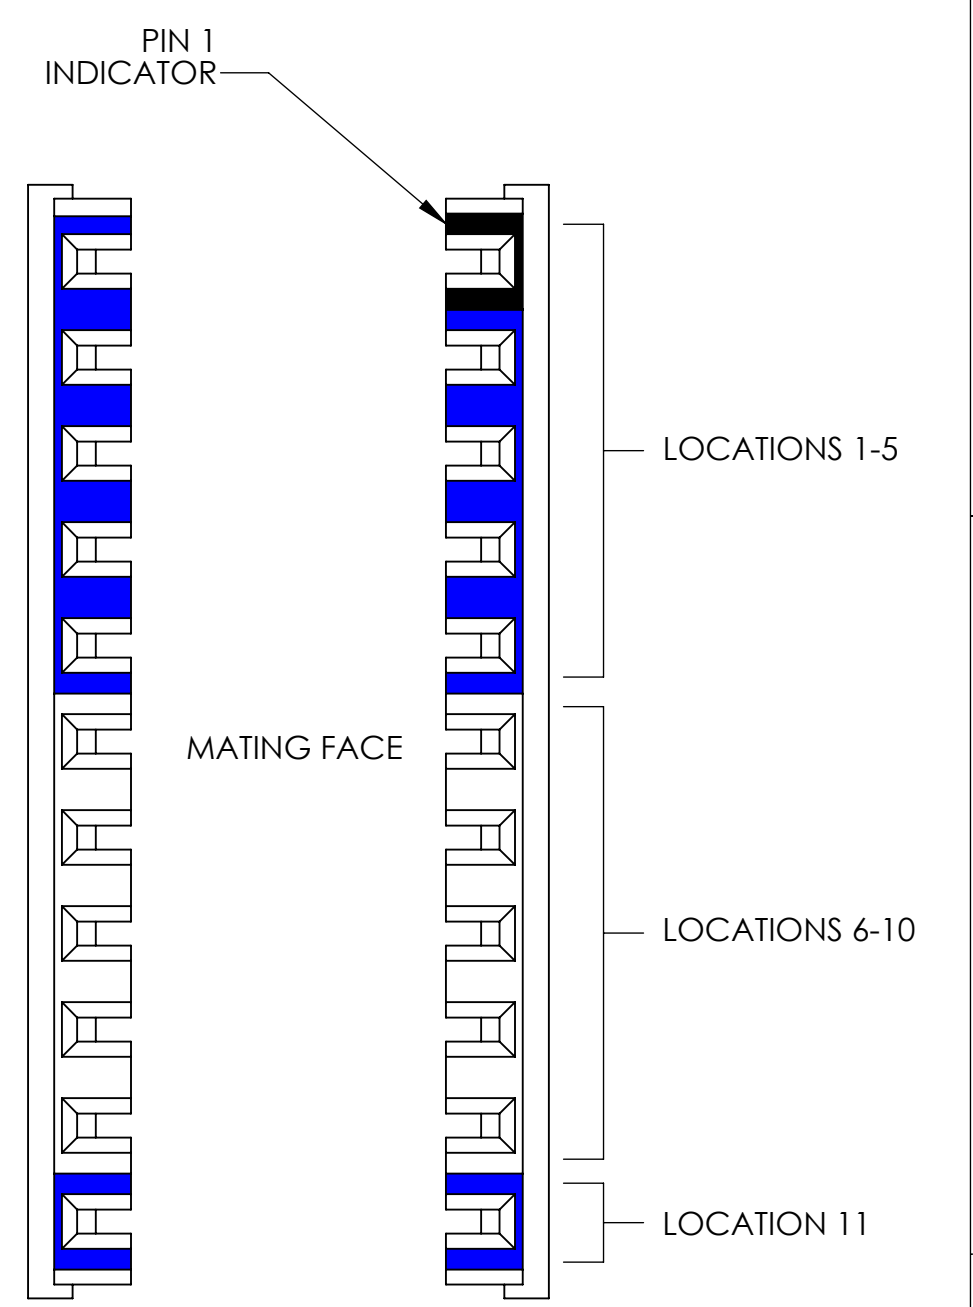 PIN 1
INDICATOR
LOCATIONS 1-5
MATING FACE
LOCATIONS 6-10
LOCATION 11